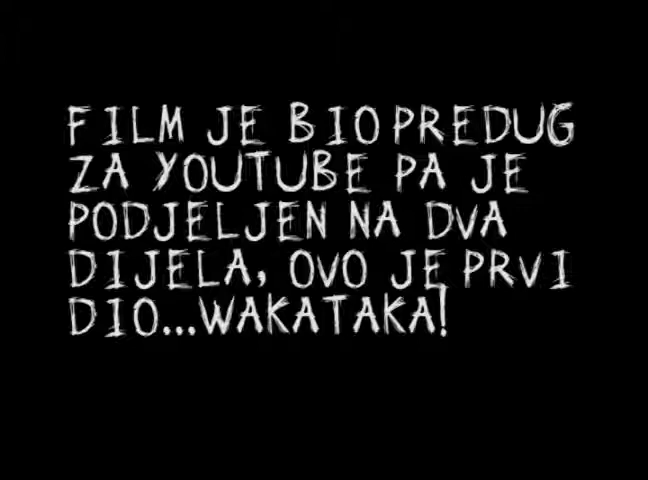 FILM JE BIO PREDUG
ZA YOUTUBE PA JE
PODJELJEN NA DVA
DIJELA, OVO JE PRVI
DIO...WAKATAKA!